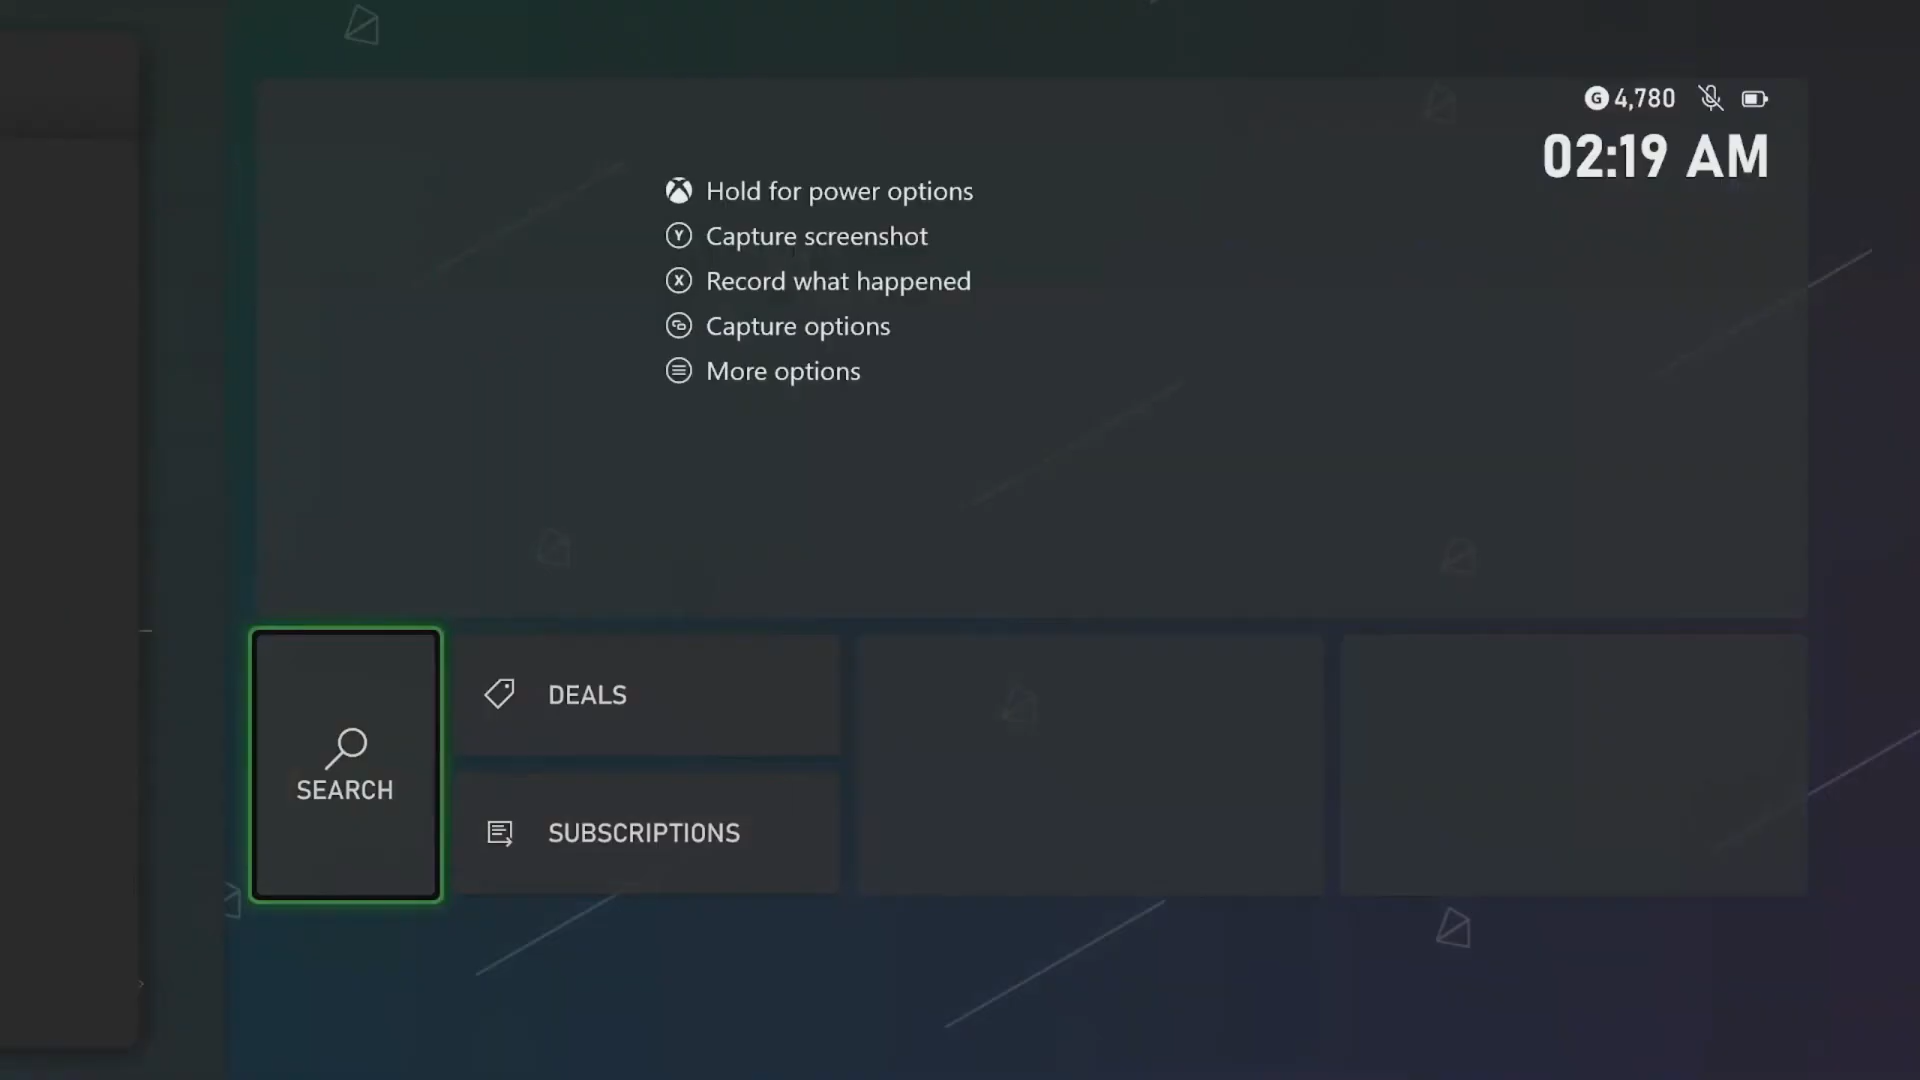 4,780
02:19 AM
Hold for power options
Capture screenshot
Record what happened
Capture options
More options
SEARCH
DEALS
SUBSCRIPTIONS